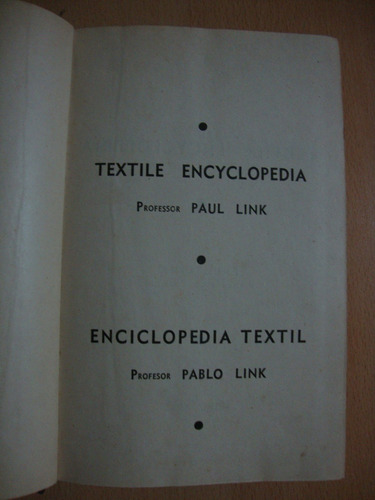 TEXTILE ENCYCLOPEDIA
PROFESSOR PAUL LINK
ENCICLOPEDIA TEXTIL
PROFESOR PABLO LINK